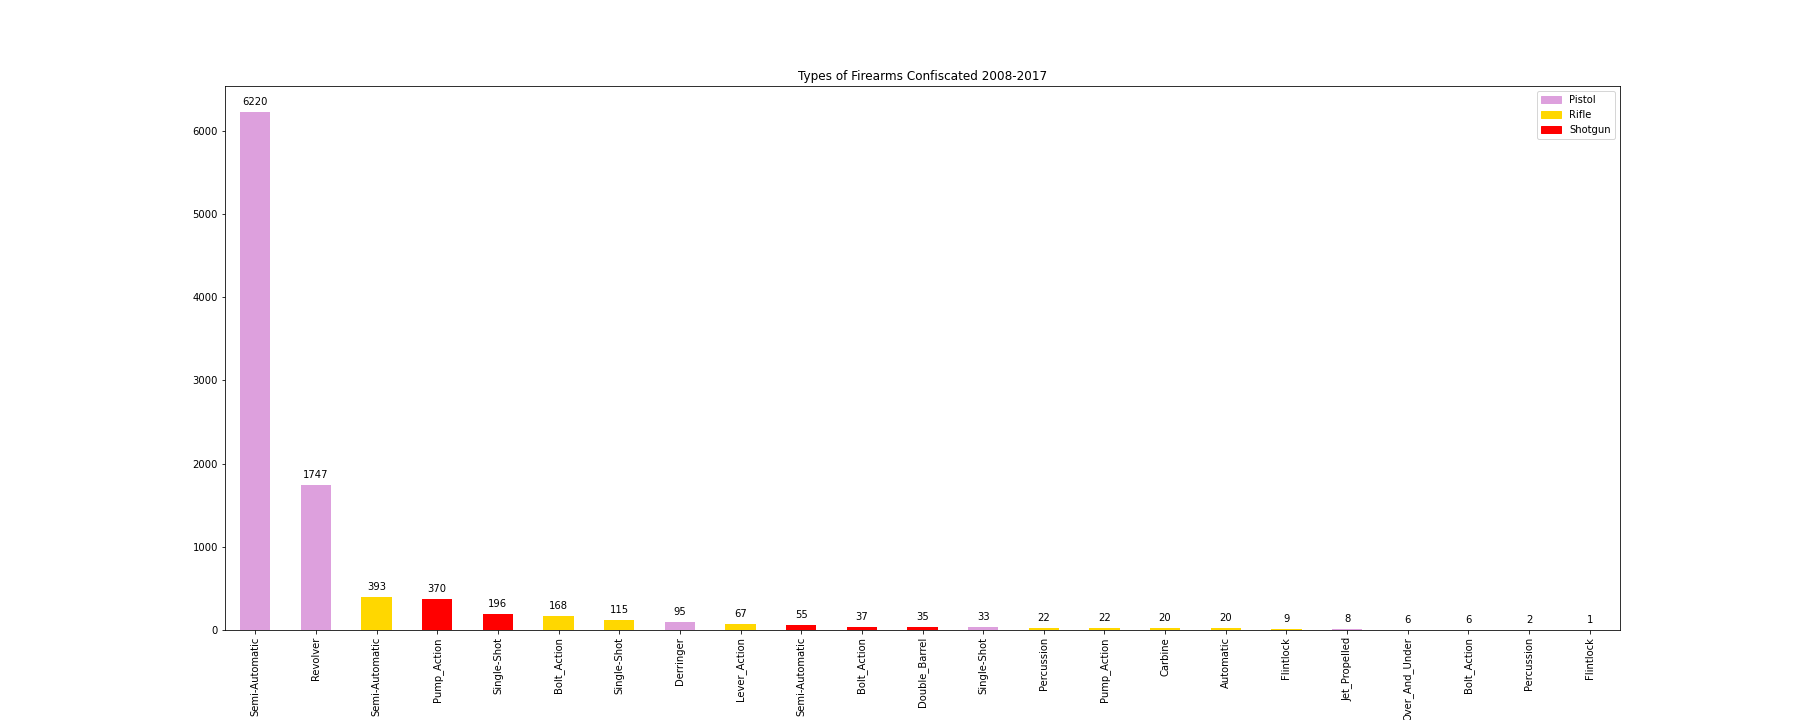 Types of Firearms Confiscated 2008-2017
Pistol
Rifle
Shotgun
6000
5000
4000
3000
2000
1000
0
6220
1747
393
370
196
168
115
95
67
55
37
35
33
22
22
20
20
9
8
6
6
2
1
Semi-Automatic
Revolver
Semi-Automatic
Pump_Action
Single-Shot
Bolt_Action
Single-Shot
Derringer
Lever_Action
Semi-Automatic
Bolt_Action
Double_Barrel
Single-Shot
Percussion
Pump_Action
Carbine
Automatic
Flintlock
Jet_Propelled
Over_And_Under
Bolt_Action
Percussion
Flintlock